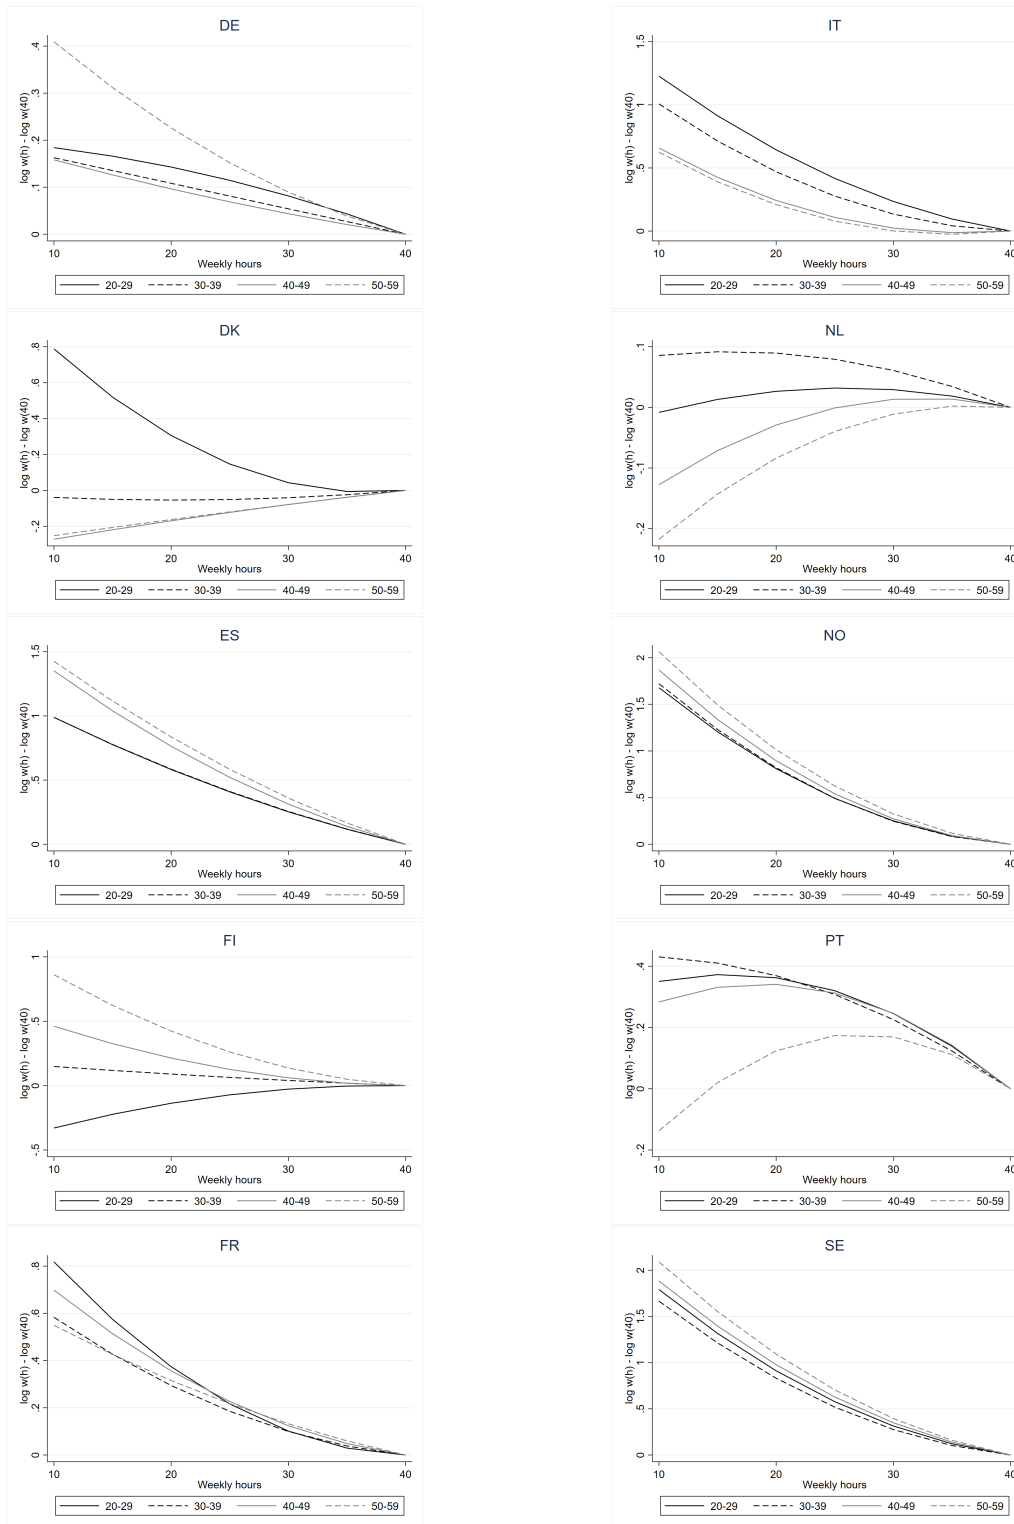 DE
log w(h) - log w(40)
0 .1 .2 .3 .4
10 20 30 40
Weekly hours
20-29 30-39 40-49 50-59
IT
log w(h) - log w(40)
0 .5 1 1.5
10 20 30 40
Weekly hours
20-29 30-39 40-49 50-59
DK
log w(h) - log w(40)
-.2 0 .2 .4 .6 .8
10 20 30 40
Weekly hours
20-29 30-39 40-49 50-59
NL
log w(h) - log w(40)
-.2 -.1 0 .1
10 20 30 40
Weekly hours
20-29 30-39 40-49 50-59
ES
log w(h) - log w(40)
0 .5 1 1.5
10 20 30 40
Weekly hours
20-29 30-39 40-49 50-59
NO
log w(h) - log w(40)
0 .5 1 1.5 2
10 20 30 40
Weekly hours
20-29 30-39 40-49 50-59
FI
log w(h) - log w(40)
-.5 0 .5 1
10 20 30 40
Weekly hours
20-29 30-39 40-49 50-59
PT
log w(h) - log w(40)
-.2 0 .2 .4
10 20 30 40
Weekly hours
20-29 30-39 40-49 50-59
FR
log w(h) - log w(40)
0 .2 .4 .6 .8
10 20 30 40
Weekly hours
20-29 30-39 40-49 50-59
SE
log w(h) - log w(40)
0 .5 1 1.5 2
10 20 30 40
Weekly hours
20-29 30-39 40-49 50-59